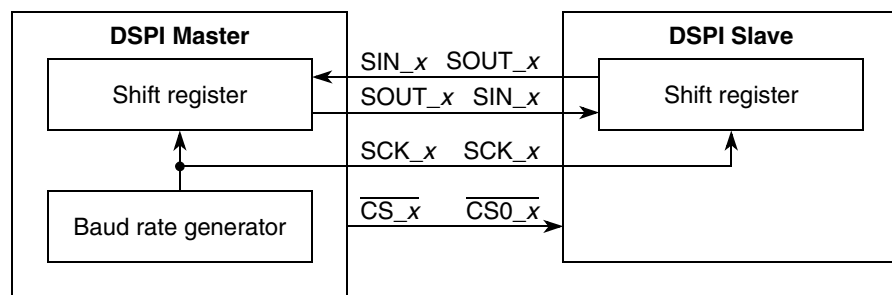 DSPI Master DSPI Slave
SIN_x SOUT_x
Shift register Shift register
SOUT_x SIN_x
SCK_x SCK_x
CS_x CS0_x
Baud rate generator